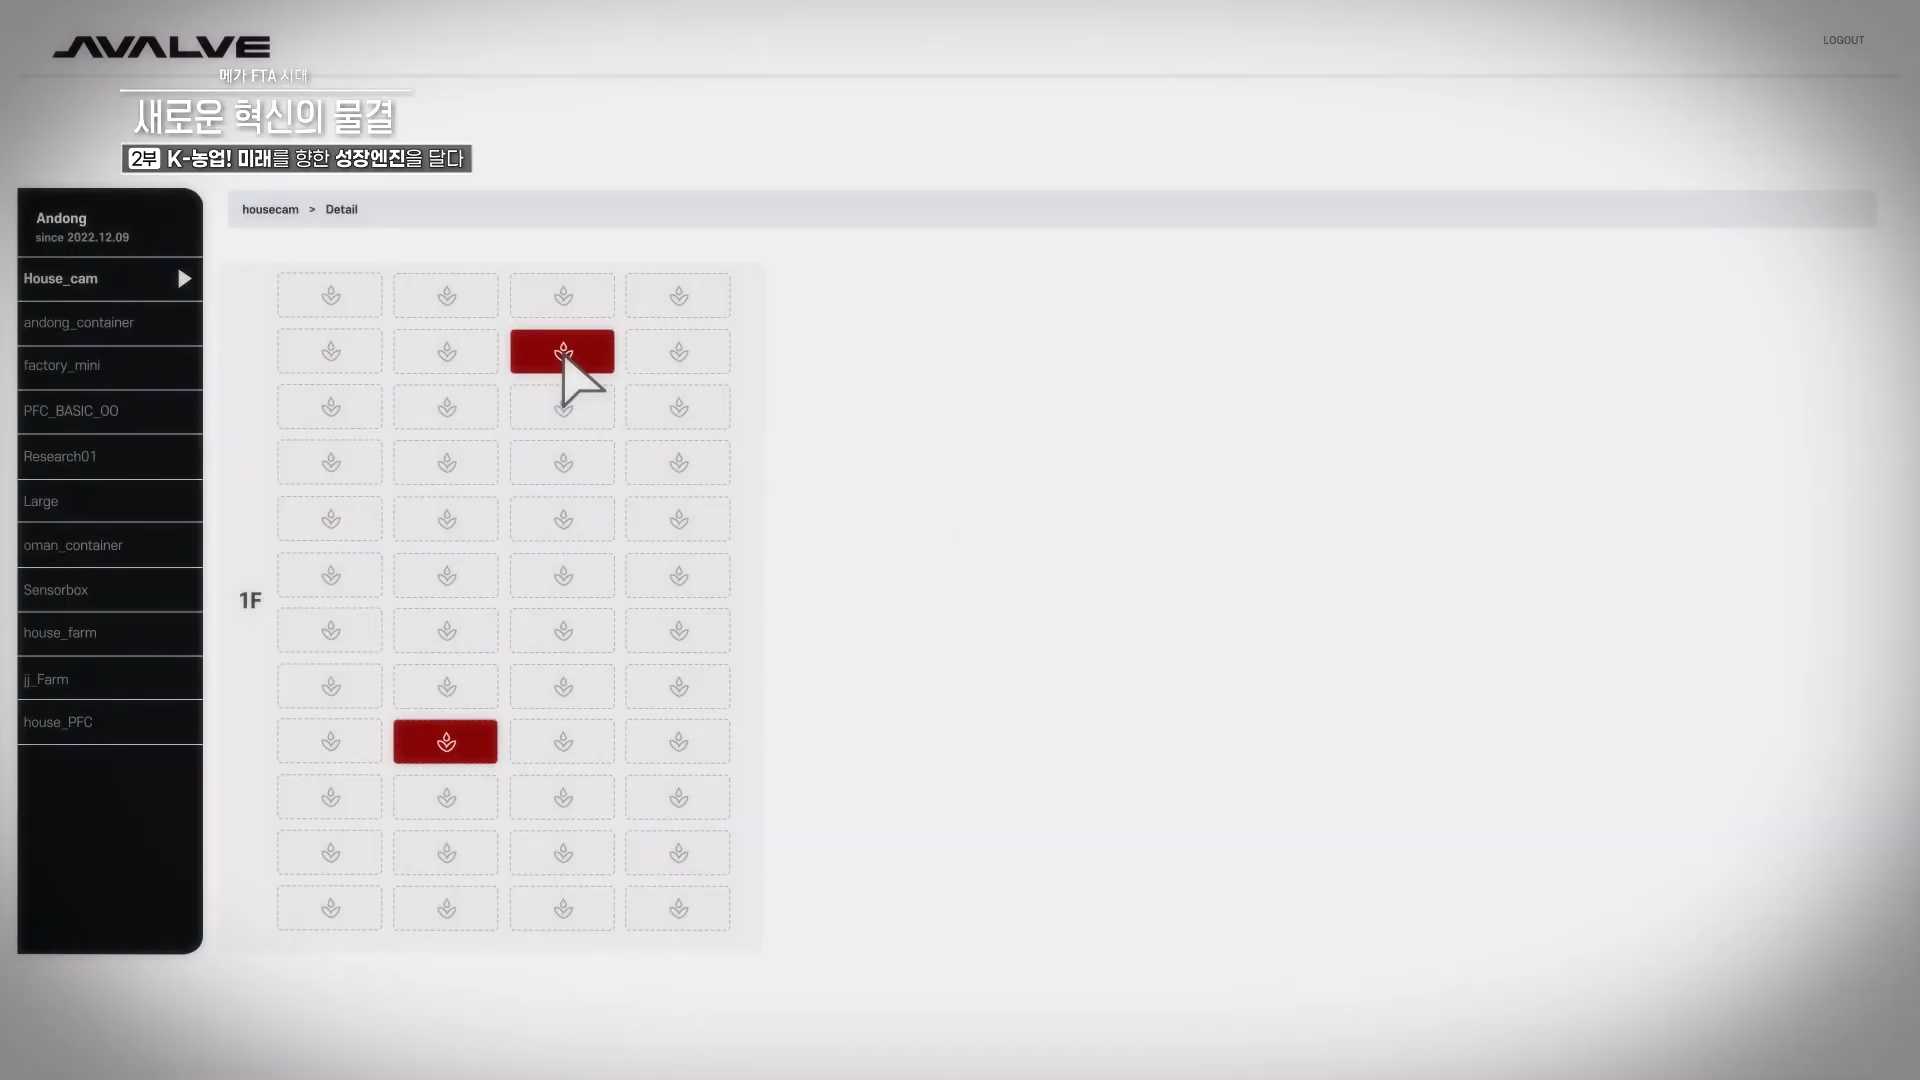 AVALVE
LOGOUT
메가 FTA 시대
새로운 혁신의 물결
2부 K-농업! 미래를 향한 성장엔진을 달다
Andong
since 2022.12.09
housecam > Detail
House_cam
andong_container
factory_mini
PFC_BASIC_OO
Research01
Large
oman_container
Sensorbox
house_farm
jj_Farm
house_PFC
1F